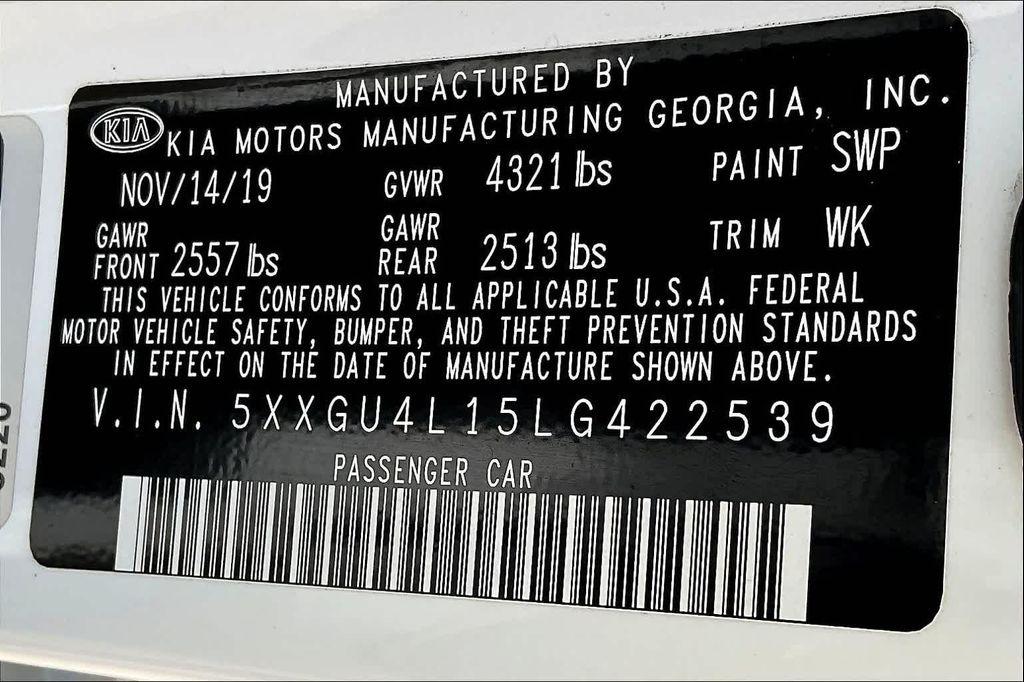 MANUFACTURED BY
KIA KIA MOTORS MANUFACTURING GEORGIA, INC.
NOV/14/19 GVWR 4321 lbs PAINT SWP
GAWR FRONT 2557 lbs GAWR REAR 2513 lbs TRIM WK
THIS VEHICLE CONFORMS TO ALL APPLICABLE U.S.A. FEDERAL
MOTOR VEHICLE SAFETY, BUMPER, AND THEFT PREVENTION STANDARDS
IN EFFECT ON THE DATE OF MANUFACTURE SHOWN ABOVE.
V.I.N. 5XXGU4L15LG422539
PASSENGER CAR